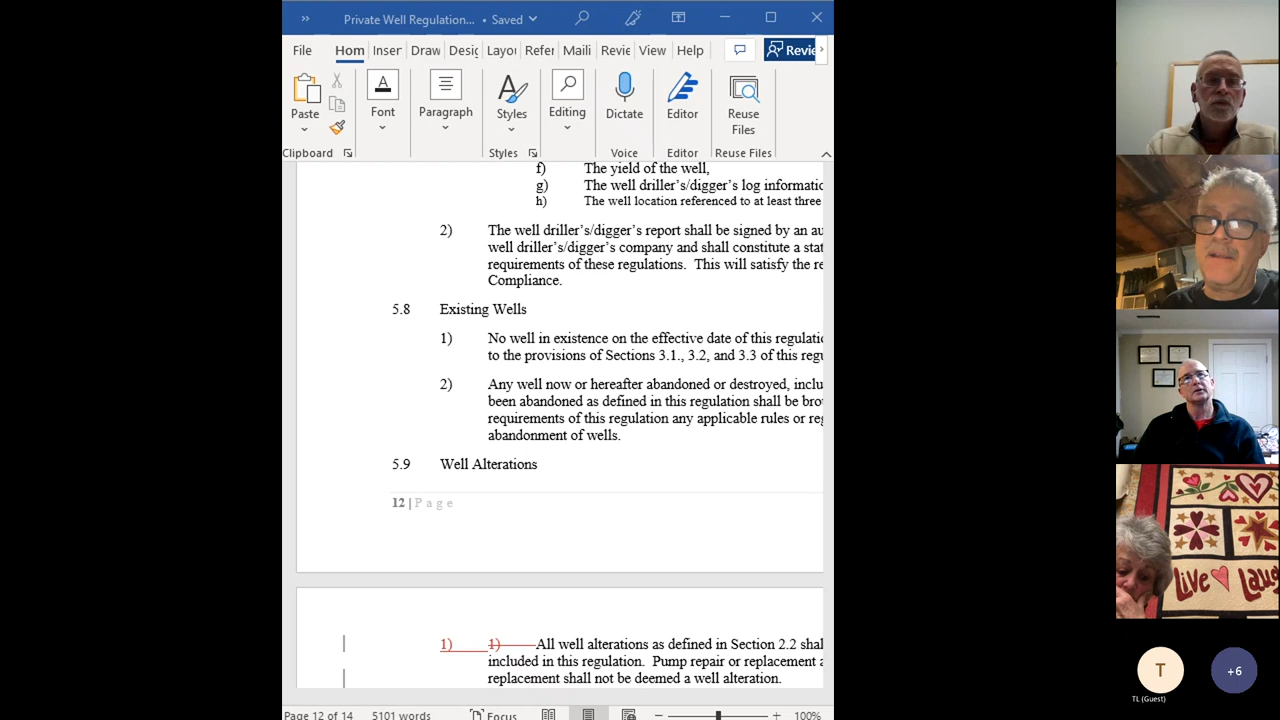 Private Well Regulation... • Saved
File Hom Inser Draw Desig Layou Refer Maili Revie View Help Revie
Paste
Font
Paragraph
Styles
Editing
Dictate
Editor
Reuse
Files
Clipboard Styles Voice Editor Reuse Files
f) The yield of the well,
g) The well driller's/digger's log informatio
h) The well location referenced to at least three
2) The well driller's/digger's report shall be signed by an au
well driller's/digger's company and shall constitute a stat
requirements of these regulations. This will satisfy the re
Compliance.
5.8 Existing Wells
1) No well in existence on the effective date of this regulatio
to the provisions of Sections 3.1., 3.2, and 3.3 of this regu
2) Any well now or hereafter abandoned or destroyed, inclu
been abandoned as defined in this regulation shall be brou
requirements of this regulation any applicable rules or reg
abandonment of wells.
5.9 Well Alterations
12 | Page
1) 1) All well alterations as defined in Section 2.2 shal
included in this regulation. Pump repair or replacement a
replacement shall not be deemed a well alteration.
Page 12 of 14 5101 words Focus 100%
Live Laug
T
TL (Guest)
+6